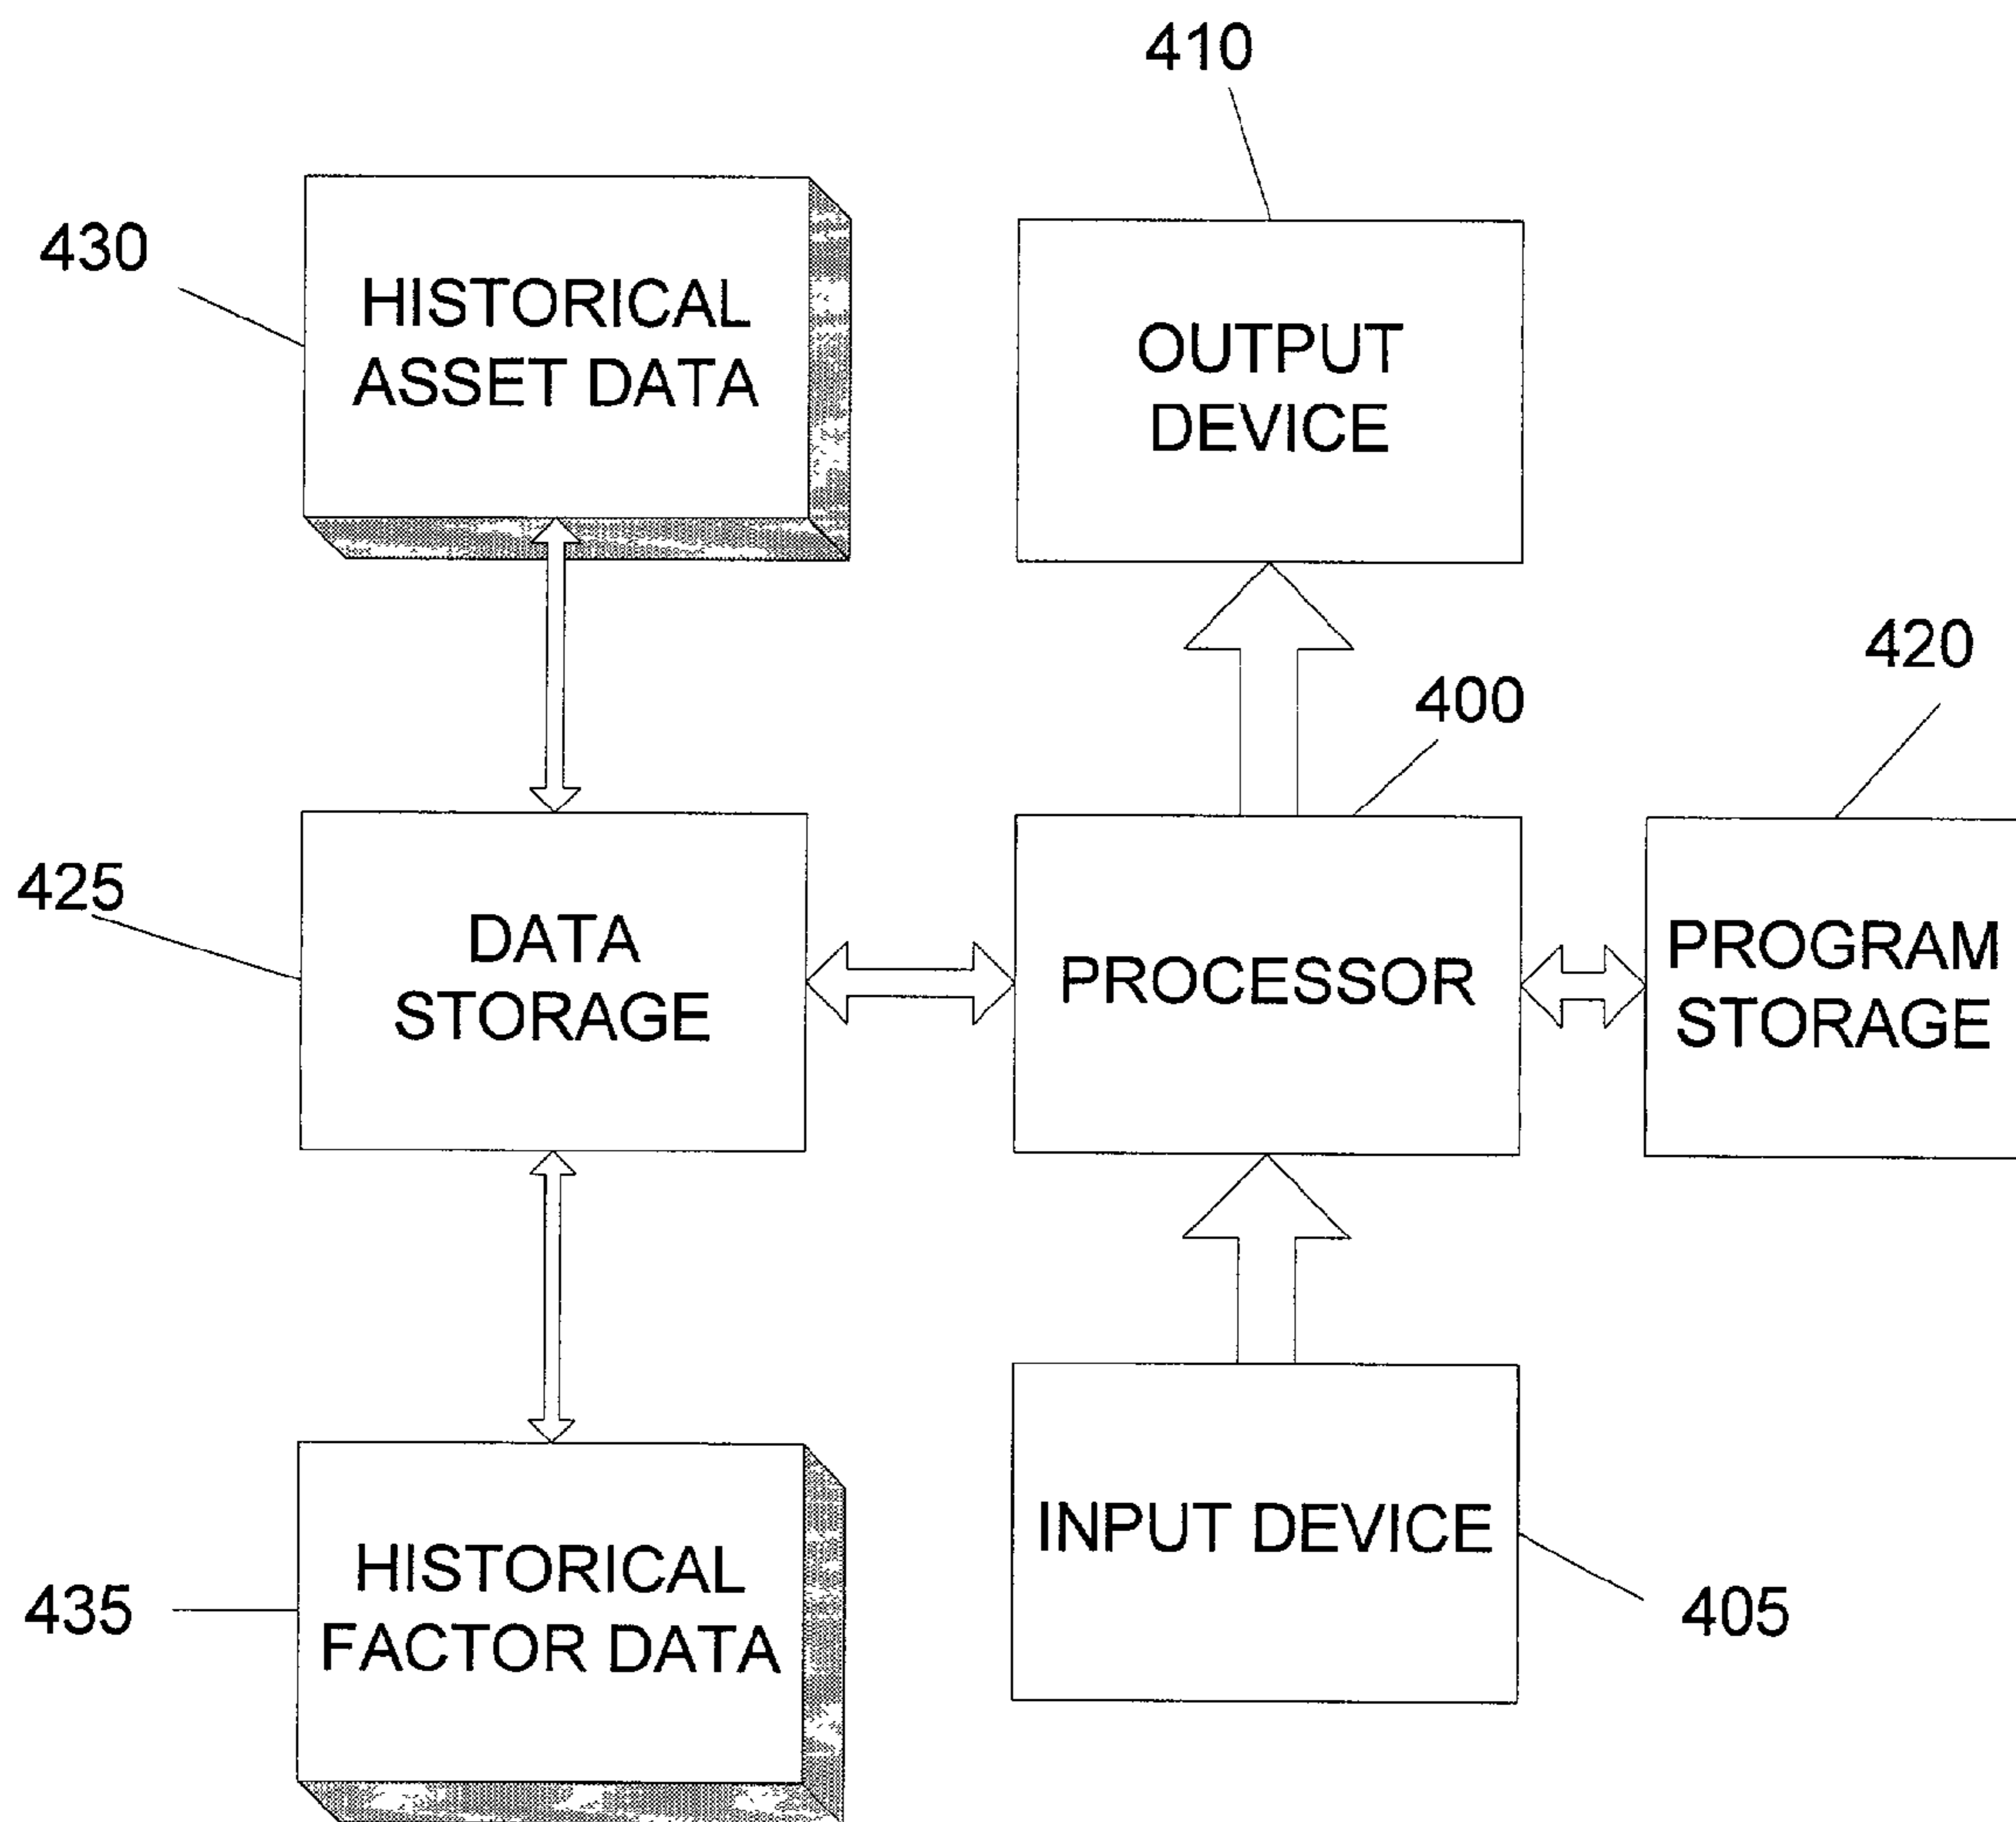 410
430
HISTORICAL
ASSET DATA
OUTPUT
DEVICE
420
400
425
DATA
STORAGE
PROCESSOR
PROGRAM
STORAGE
HISTORICAL
FACTOR DATA
435
INPUT DEVICE
405